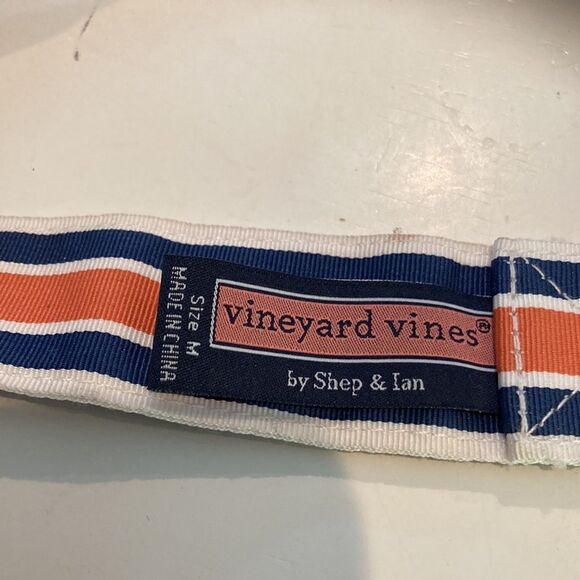 vineyard vines®
by Shep & Ian
Size M
MADE IN CHINA